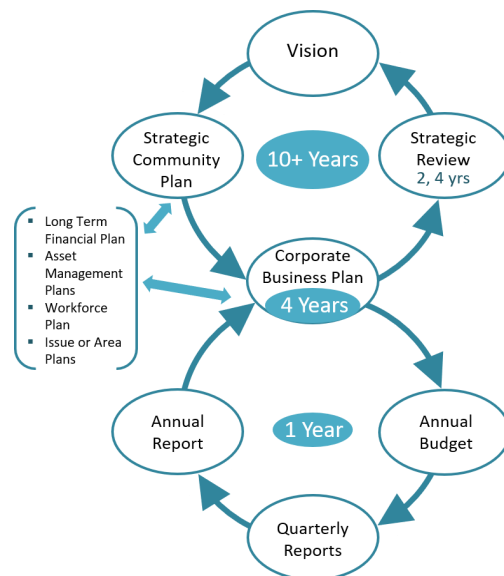 Vision
Strategic
Community
Plan
10+ Years
Strategic
Review
2, 4 yrs
▪ Long Term
Financial Plan
▪ Asset
Management
Plans
▪ Workforce
Plan
▪ Issue or Area
Plans
Corporate
Business Plan
4 Years
Annual
Report
1 Year
Annual
Budget
Quarterly
Reports